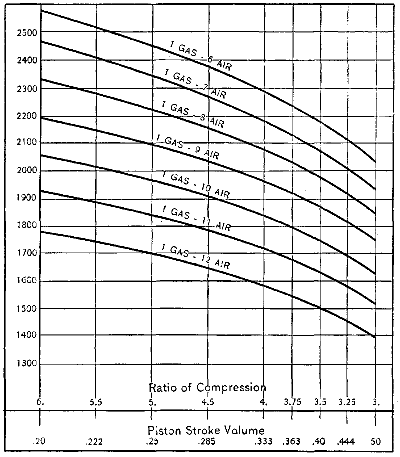 2500
2400
2300
2200
2100
2000
1900
1800
1700
1600
1500
1400
1300
1 GAS - 6 AIR
1 GAS - 7 AIR
1 GAS - 8 AIR
1 GAS - 9 AIR
1 GAS - 10 AIR
1 GAS - 11 AIR
1 GAS - 12 AIR
Ratio of Compression
6. 5.5 5. 4.5 4. 3.75 3.5 3.25 3.
Piston Stroke Volume
.20 .222 .25 .285 .333 .363 .40 .444 50